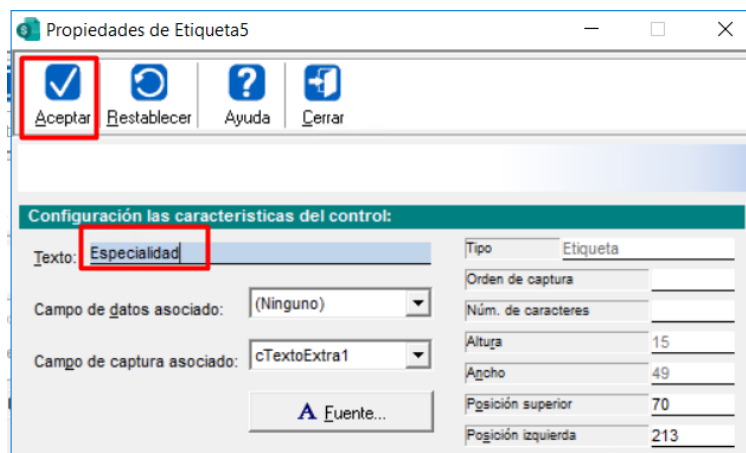 Propiedades de Etiqueta5
Aceptar Restablecer Ayuda Cerrar
Configuración las caracteristicas del control:
Texto: Especialidad
Campo de datos asociado: (Ninguno)
Campo de captura asociado: cTextoExtra1
A Fuente...
Tipo Etiqueta
Orden de captura
Núm. de caracteres
Altura 15
Ancho 49
Posición superior 70
Posición izquierda 213